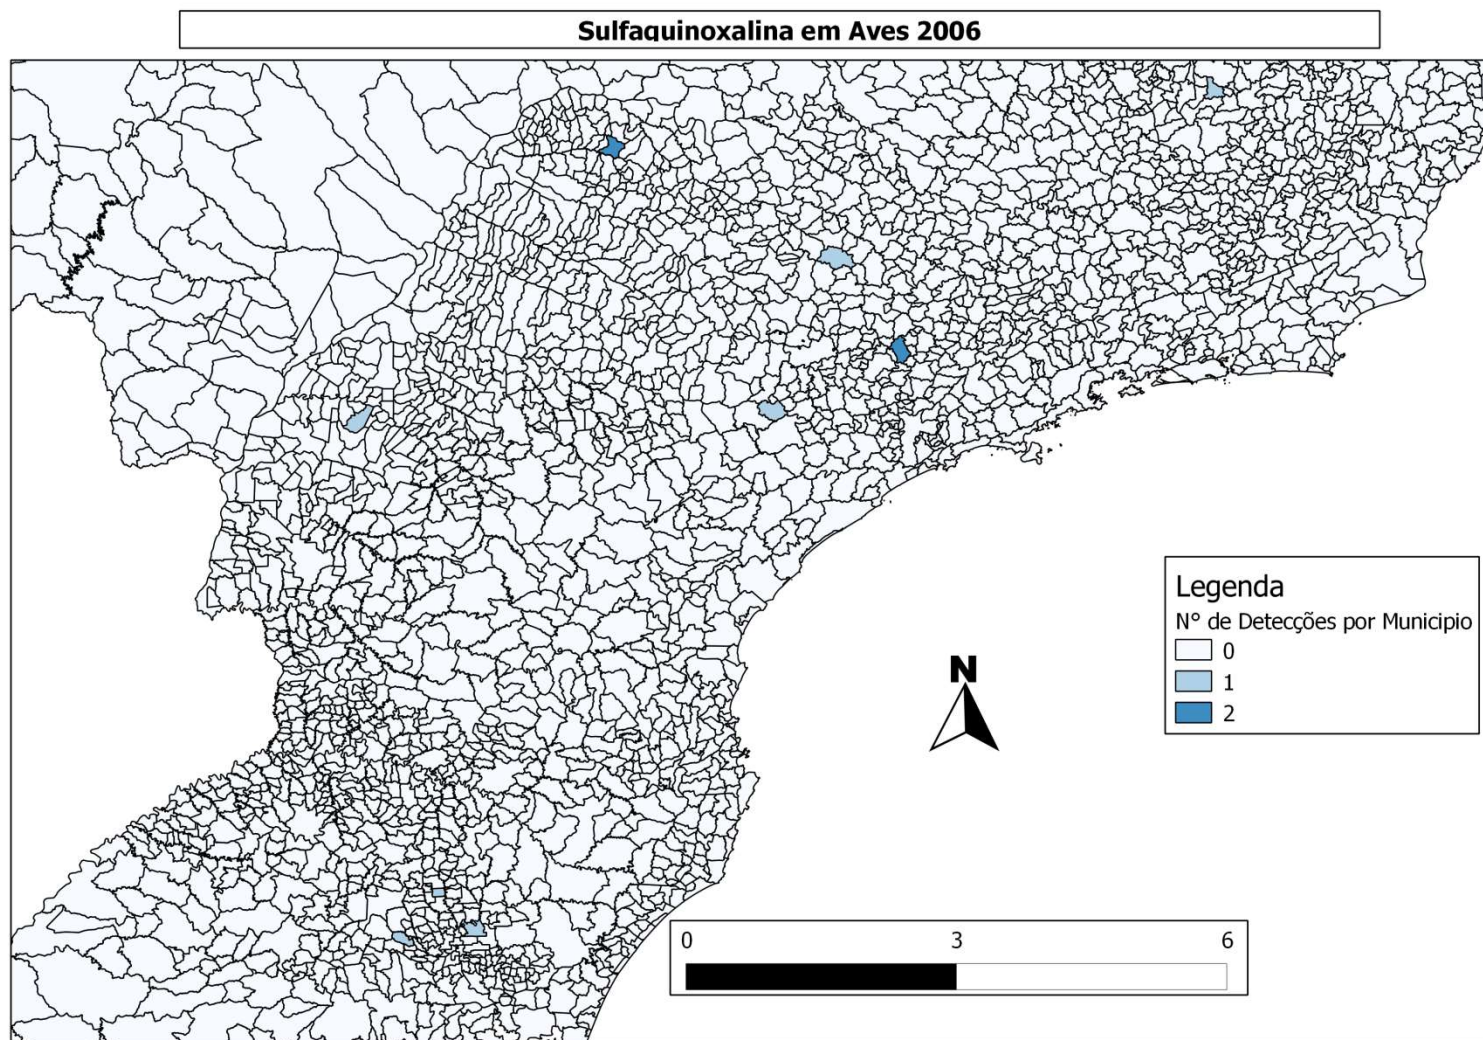 Sulfaquinoxalina em Aves 2006
Legenda
N° de Detecções por Municipio
0
1
2
N
0 3 6